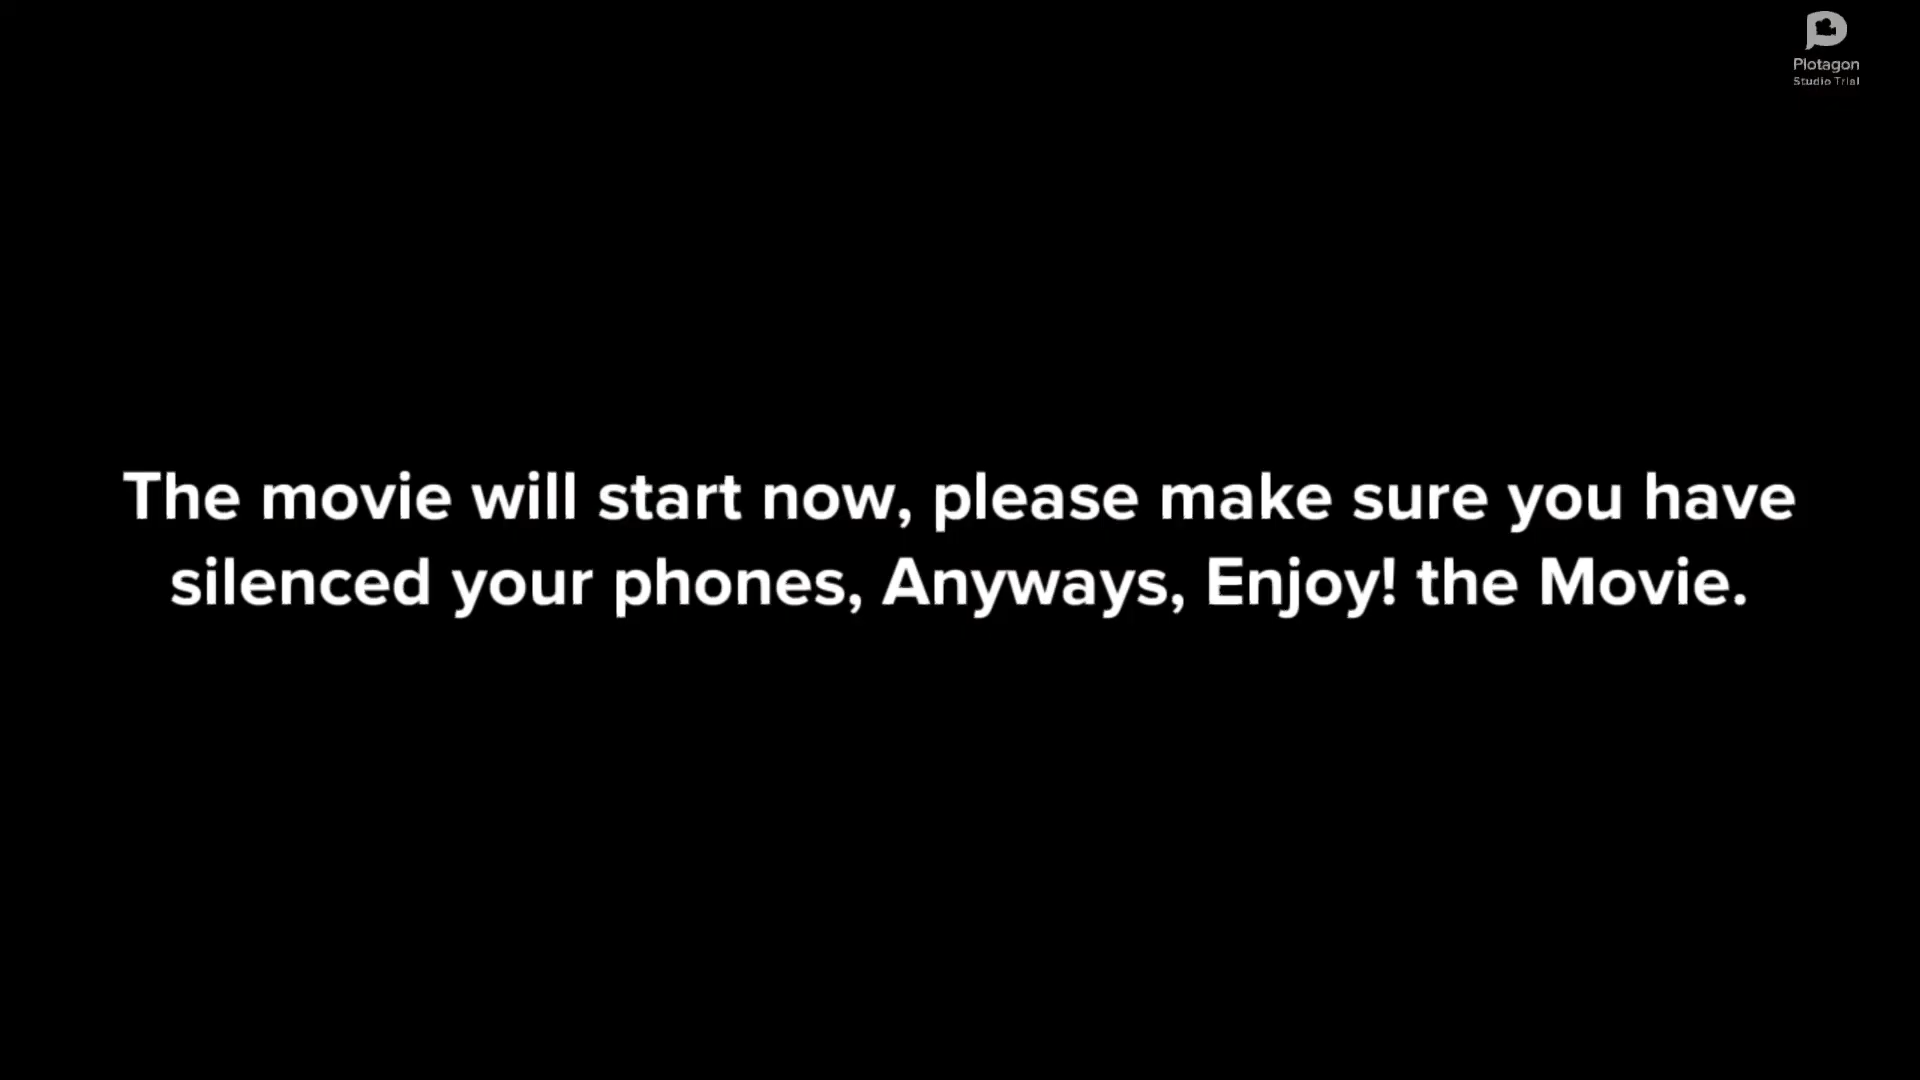 Plotagon
Studio Trial
The movie will start now, please make sure you have
silenced your phones, Anyways, Enjoy! the Movie.